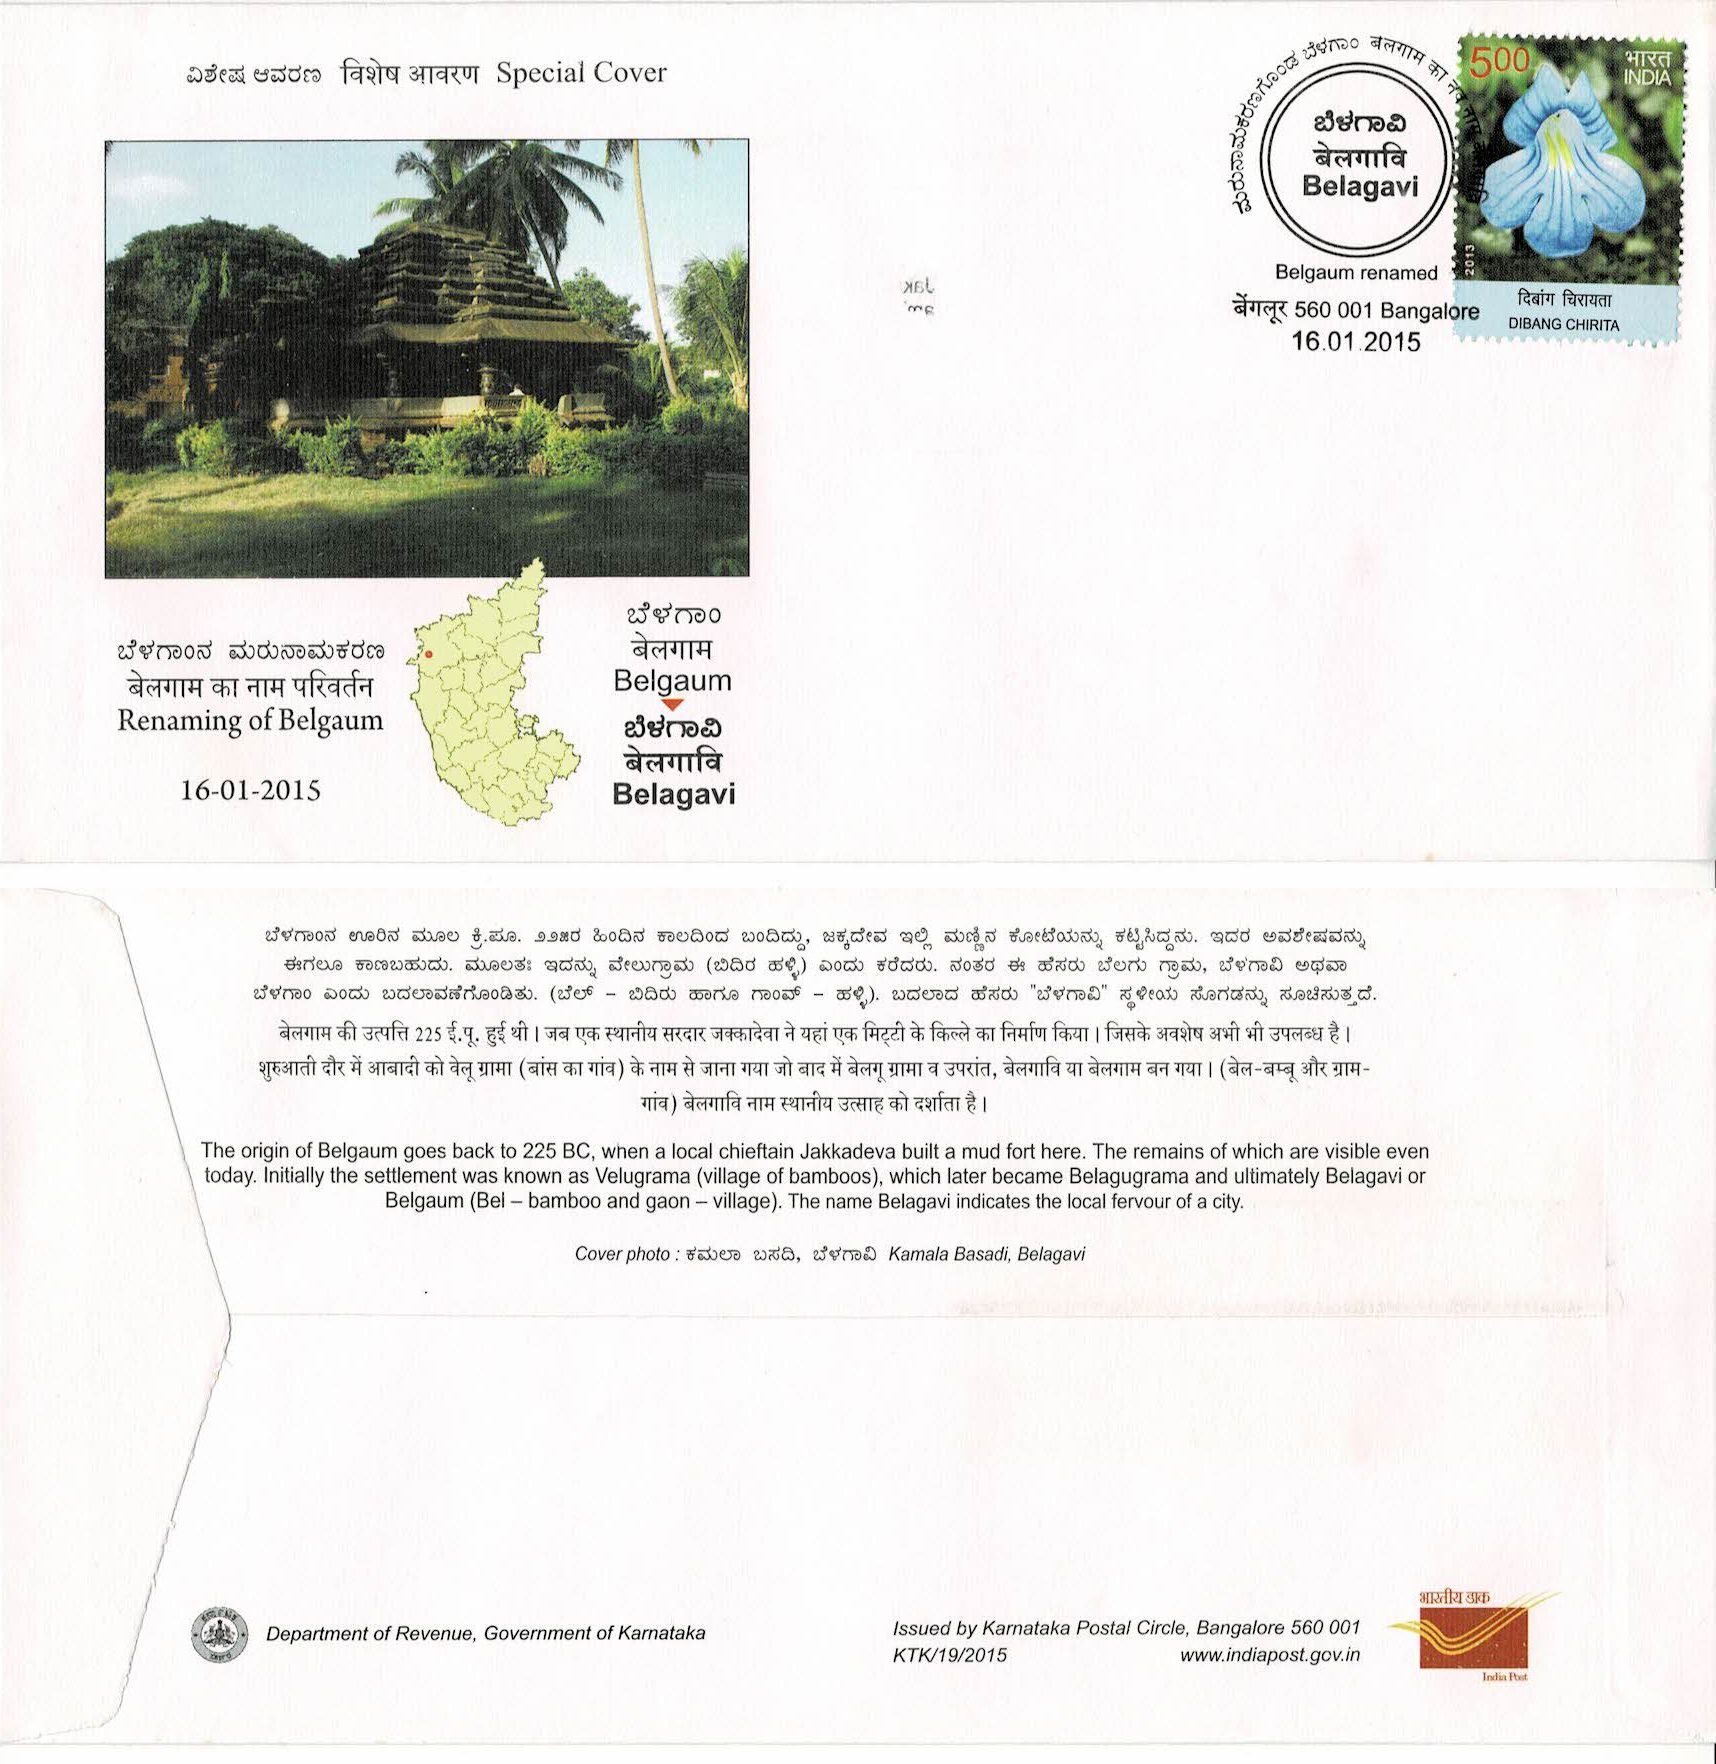 ವಿಶೇಷ ಆವರಣ विशेष आवरण Special Cover
ಮರುನಾಮಕರಣಗೊಂಡ ಬೆಳಗಾಂ बेलगाम का नव
ಬೆಳಗಾವಿ
बेलगावि
Belagavi
Belgaum renamed
बेंगलूर 560 001 Bangalore
16.01.2015
500
भारत
INDIA
2013
दिबांग चिरायता
DIBANG CHIRITA
ಬೆಳಗಾಂನ ಮರುನಾಮಕರಣ
बेलगाम का नाम परिवर्तन
Renaming of Belgaum
16-01-2015
ಬೆಳಗಾಂ
बेलगाम
Belgaum
ಬೆಳಗಾವಿ
बेलगावि
Belagavi
ಬೆಳಗಾಂನ ಊರಿನ ಮೂಲ ಕ್ರಿ.ಪೂ. ೨೨೫ರ ಹಿಂದಿನ ಕಾಲದಿಂದ ಬಂದಿದ್ದು, ಜಕ್ಕದೇವ ಇಲ್ಲಿ ಮಣ್ಣಿನ ಕೋಟೆಯನ್ನು ಕಟ್ಟಿಸಿದ್ದನು. ಇದರ ಅವಶೇಷವನ್ನು
ಈಗಲೂ ಕಾಣಬಹುದು. ಮೂಲತಃ ಇದನ್ನು ವೇಲುಗ್ರಾಮ (ಬಿದಿರ ಹಳ್ಳಿ) ಎಂದು ಕರೆದರು. ನಂತರ ಈ ಹೆಸರು ಬೆಲಗು ಗ್ರಾಮ, ಬೆಳಗಾವಿ ಅಥವಾ
ಬೆಳಗಾಂ ಎಂದು ಬದಲಾವಣೆಗೊಂಡಿತು. (ಬೆಲ್ – ಬಿದಿರು ಹಾಗೂ ಗಾಂವ್ – ಹಳ್ಳಿ). ಬದಲಾದ ಹೆಸರು "ಬೆಳಗಾವಿ" ಸ್ಥಳೀಯ ಸೊಗಡನ್ನು ಸೂಚಿಸುತ್ತದೆ.
बेलगाम की उत्पत्ति 225 ई.पू. हुई थी। जब एक स्थानीय सरदार जक्कादेवा ने यहां एक मिट्टी के किल्ले का निर्माण किया। जिसके अवशेष अभी भी उपलब्ध है।
शुरुआती दौर में आबादी को वेलू ग्रामा (बांस का गांव) के नाम से जाना गया जो बाद में बेलगू ग्रामा व उपरांत, बेलगावि या बेलगाम बन गया। (बेल-बम्बू और ग्राम-
गांव) बेलगावि नाम स्थानीय उत्साह को दर्शाता है।
The origin of Belgaum goes back to 225 BC, when a local chieftain Jakkadeva built a mud fort here. The remains of which are visible even
today. Initially the settlement was known as Velugrama (village of bamboos), which later became Belagugrama and ultimately Belagavi or
Belgaum (Bel – bamboo and gaon – village). The name Belagavi indicates the local fervour of a city.
Cover photo : ಕಮಲಾ ಬಸದಿ, ಬೆಳಗಾವಿ Kamala Basadi, Belagavi
Department of Revenue, Government of Karnataka
Issued by Karnataka Postal Circle, Bangalore 560 001
KTK/19/2015 www.indiapost.gov.in
भारतीय डाक
India Post